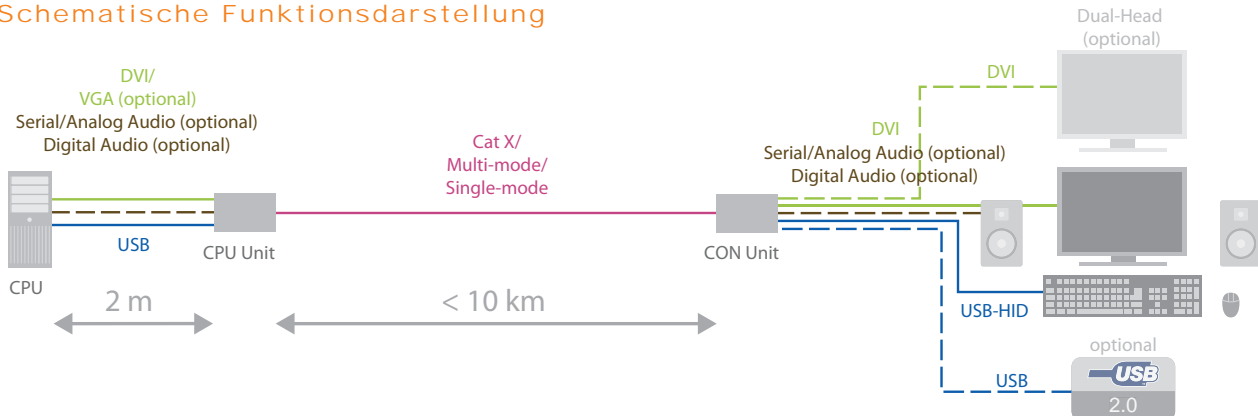 Schematische Funktionsdarstellung
Dual-Head
(optional)
DVI/
VGA (optional)
Serial/Analog Audio (optional)
Digital Audio (optional)
Cat X/
Multi-mode/
Single-mode
DVI
DVI
Serial/Analog Audio (optional)
Digital Audio (optional)
USB
CPU Unit
CON Unit
CPU
2 m
< 10 km
USB-HID
optional
USB
USB
2.0